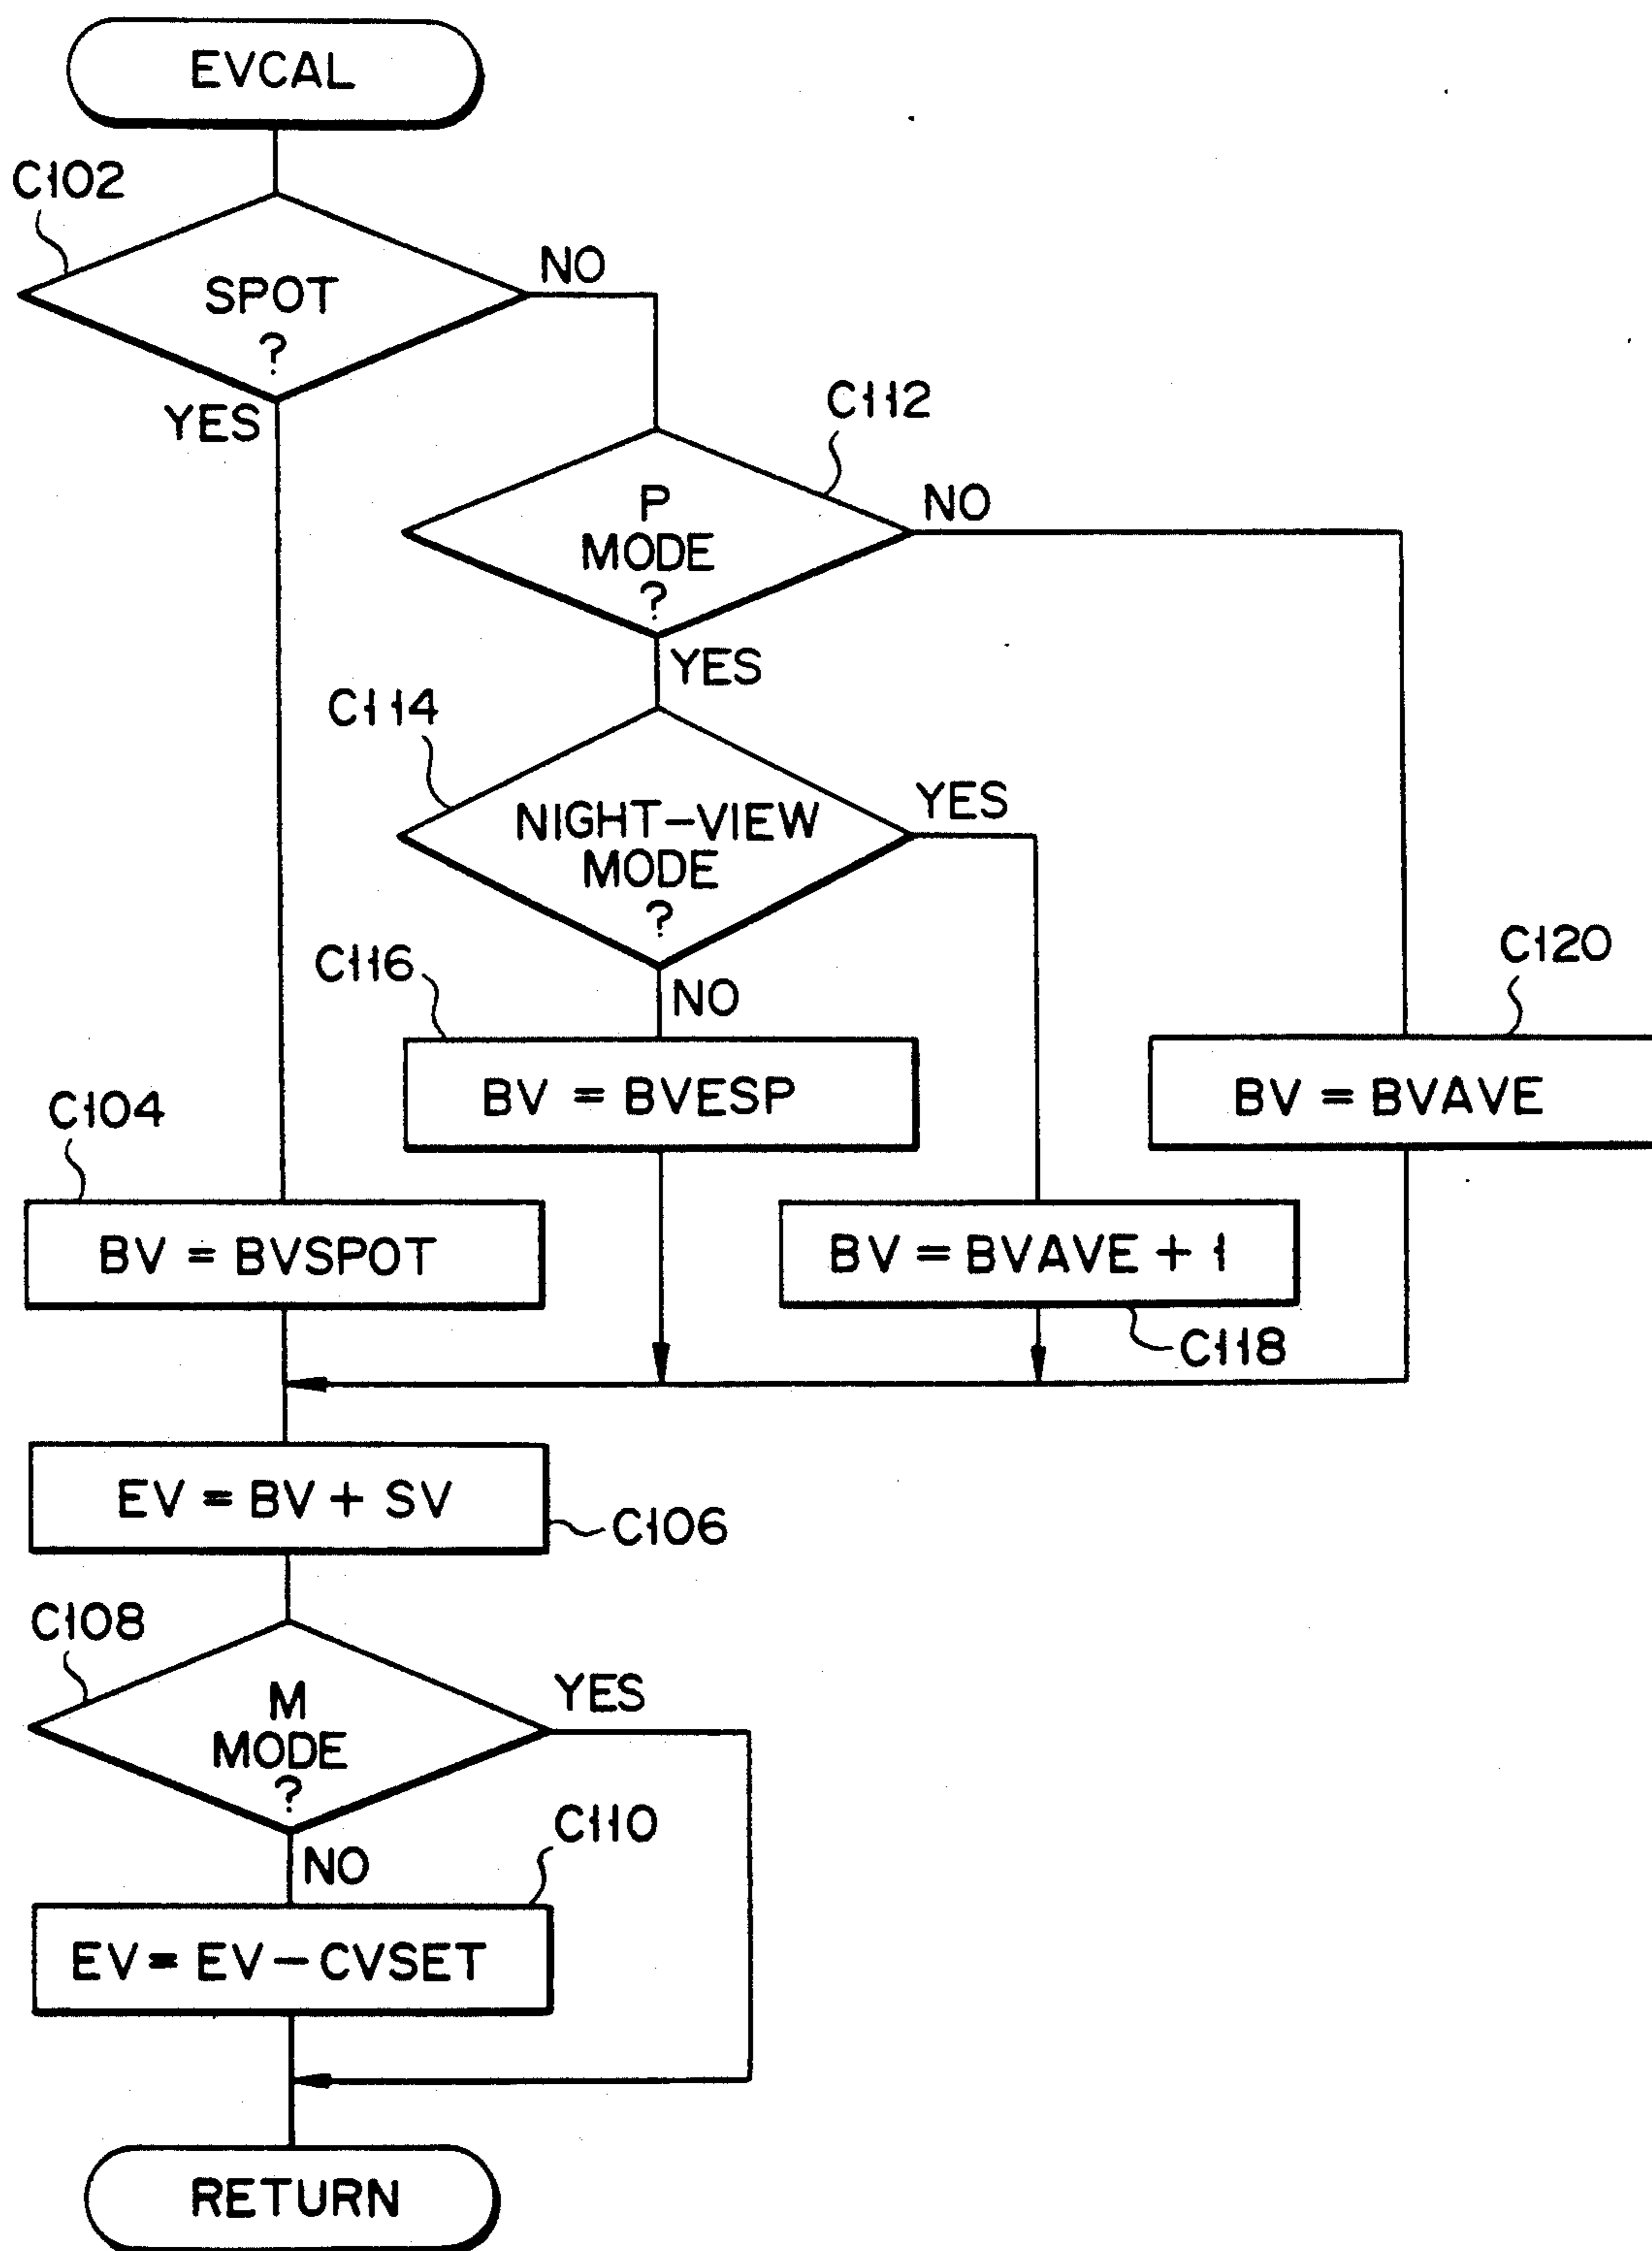 EVCAL
C102
SPOT
?
NO
YES
C112
P
MODE
?
NO
YES
C114
NIGHT-VIEW
MODE
?
YES
NO
C116
C120
BV = BVESP
BV = BVAVE
C104
BV = BVSPOT
BV = BVAVE + 1
C118
EV = BV + SV
C106
C108
M
MODE
?
YES
NO
C110
EV = EV - CVSET
RETURN